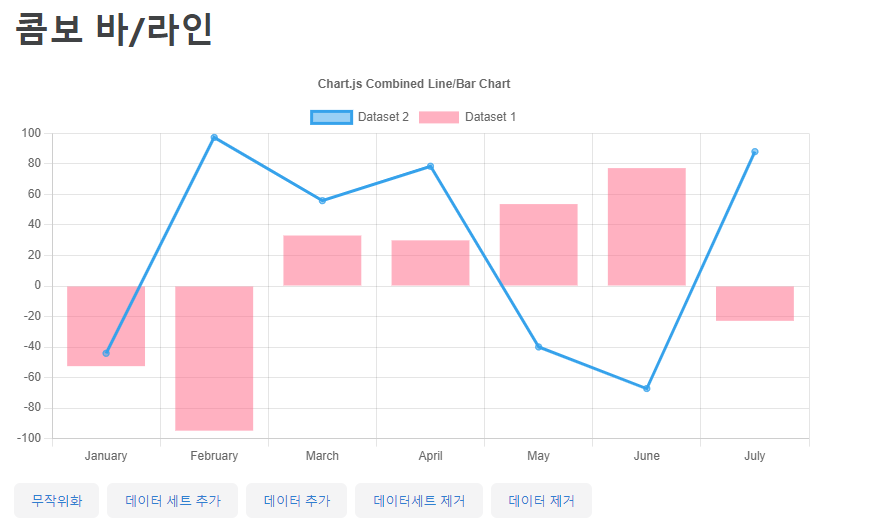 콤보 바/라인
Chart.js Combined Line/Bar Chart
Dataset 2 Dataset 1
100
80
60
40
20
0
-20
-40
-60
-80
-100
January February March April May June July
무작위화 데이터 세트 추가 데이터 추가 데이터세트 제거 데이터 제거